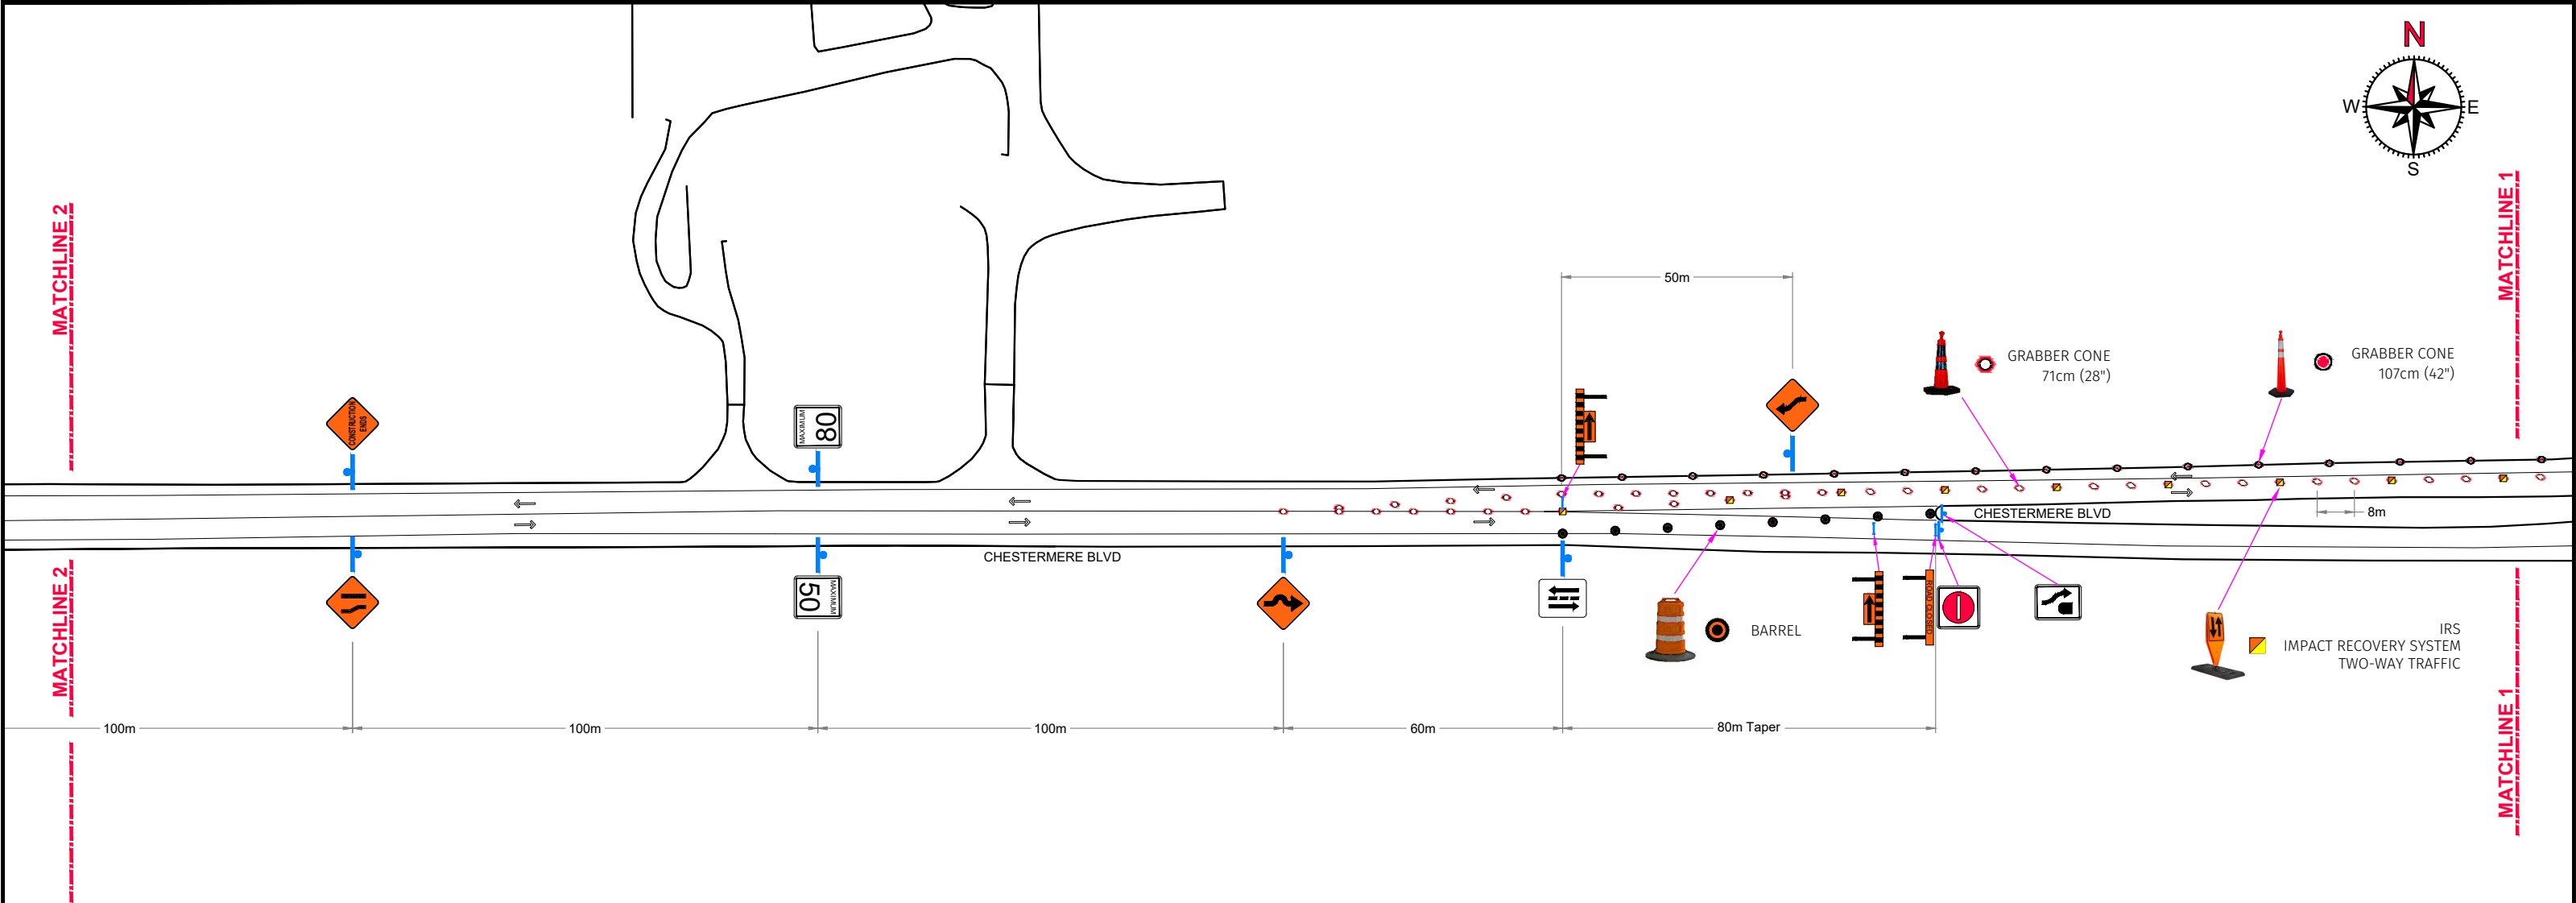 N
W
E
S
MATCHLINE 2
MATCHLINE 1
50m
GRABBER CONE
71cm (28")
GRABBER CONE
107cm (42")
CONSTRUCTION
ENDS
MAXIMUM
80
CHESTERMERE BLVD
8m
CHESTERMERE BLVD
MATCHLINE 2
MAXIMUM
50
BARREL
ROAD CLOSED
IRS
IMPACT RECOVERY SYSTEM
TWO-WAY TRAFFIC
MATCHLINE 1
100m
100m
100m
60m
80m Taper